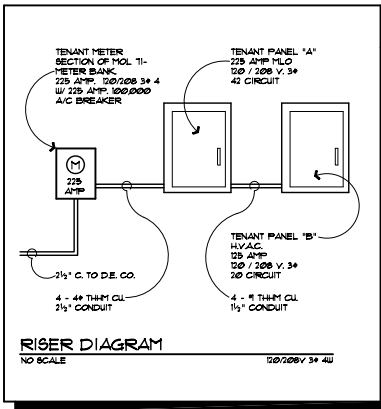 TENANT METER
SECTION OF MDL 71-
METER BANK.
225 AMP. 120/208 3Φ 4
W/ 225 AMP. 100,000
A/C BREAKER
TENANT PANEL "A"
225 AMP MLO
120 / 208 V. 3Φ
42 CIRCUIT
M
225
AMP
TENANT PANEL "B"
H.V.A.C.
125 AMP
120 / 208 V. 3Φ
20 CIRCUIT
2½" C. TO D.E. CO.
4 - 4Φ THHM CU.
2½" CONDUIT
4 - #1 THHM CU.
1½" CONDUIT
RISER DIAGRAM
NO SCALE
120/208V 3Φ 4W